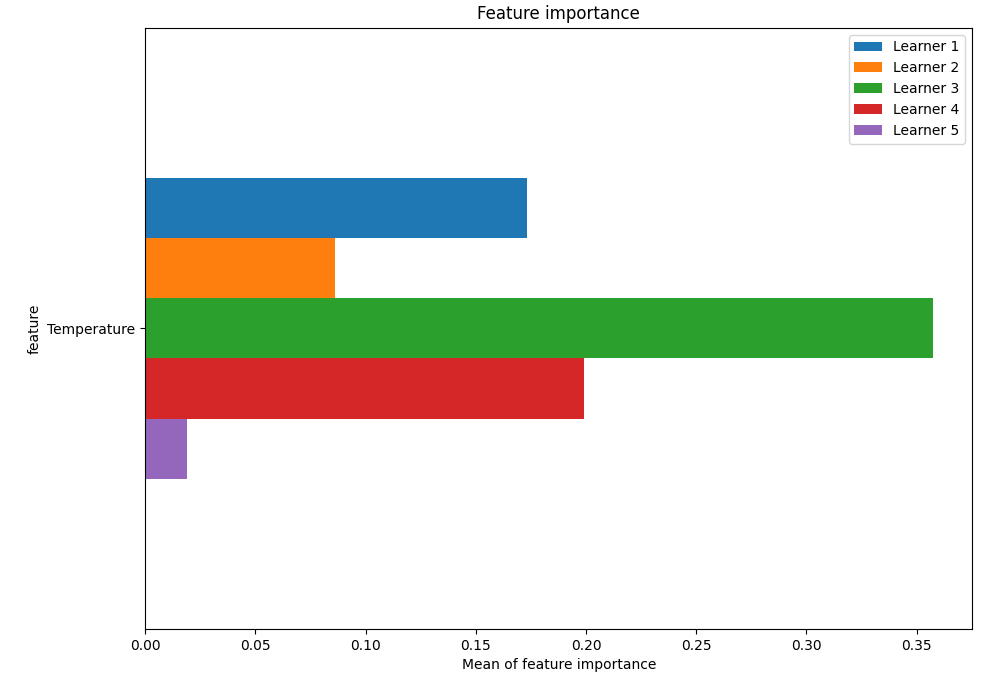 Feature importance
Learner 1
Learner 2
Learner 3
Learner 4
Learner 5
feature
Temperature
0.00 0.05 0.10 0.15 0.20 0.25 0.30 0.35
Mean of feature importance